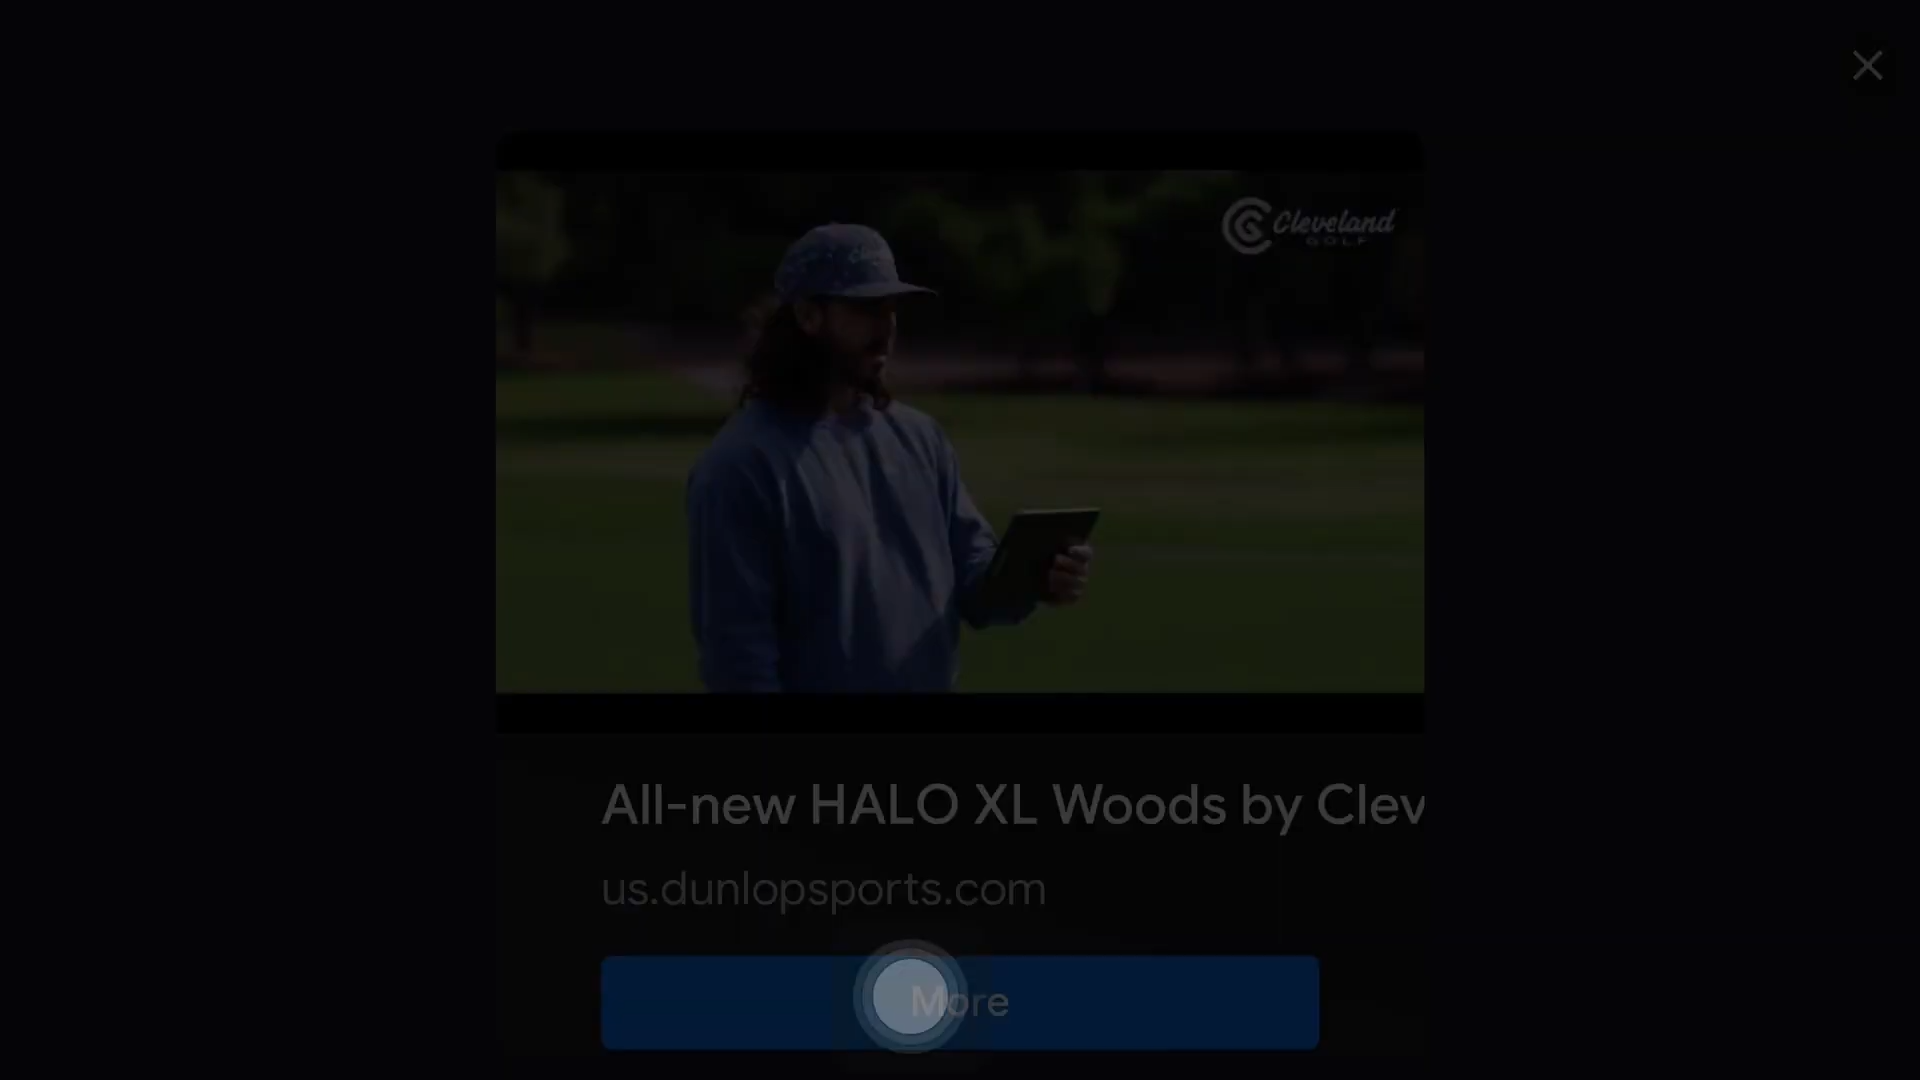 Cleveland
GOLF
All-new HALO XL Woods by Clev
us.dunlopsports.com
More